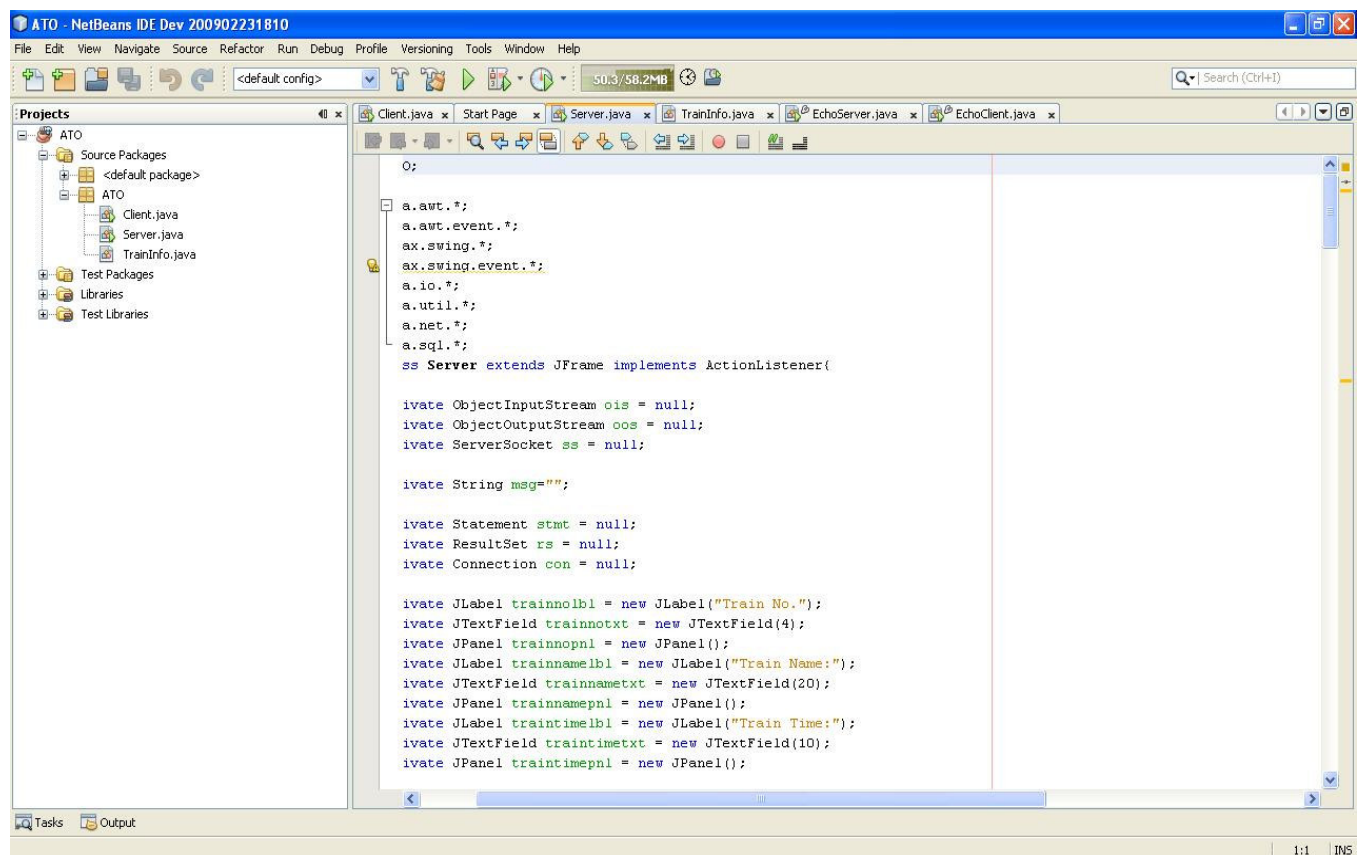 ATO - NetBeans IDE Dev 200902231810
File Edit View Navigate Source Refactor Run Debug Profile Versioning Tools Window Help
<default config> 50.3/58.2MB Search (Ctrl+I)
Projects
ATO
Source Packages
<default package>
ATO
Client.java
Server.java
TrainInfo.java
Test Packages
Libraries
Test Libraries
Client.java x Start Page x Server.java x TrainInfo.java x EchoServer.java x EchoClient.java x
O;
a.awt.*;
a.awt.event.*;
ax.swing.*;
ax.swing.event.*;
a.io.*;
a.util.*;
a.net.*;
a.sql.*;
ss Server extends JFrame implements ActionListener{
ivate ObjectInputStream ois = null;
ivate ObjectOutputStream oos = null;
ivate ServerSocket ss = null;
ivate String msg="";
ivate Statement stmt = null;
ivate ResultSet rs = null;
ivate Connection con = null;
ivate JLabel trainnolbl = new JLabel("Train No.");
ivate JTextField trainnotxt = new JTextField(4);
ivate JPanel trainnopnl = new JPanel();
ivate JLabel trainnamelbl = new JLabel("Train Name:");
ivate JTextField trainnametxt = new JTextField(20);
ivate JPanel trainnamepnl = new JPanel();
ivate JLabel traintimelbl = new JLabel("Train Time:");
ivate JTextField traintimetxt = new JTextField(10);
ivate JPanel traintimepnl = new JPanel();
Tasks Output
1:1 INS